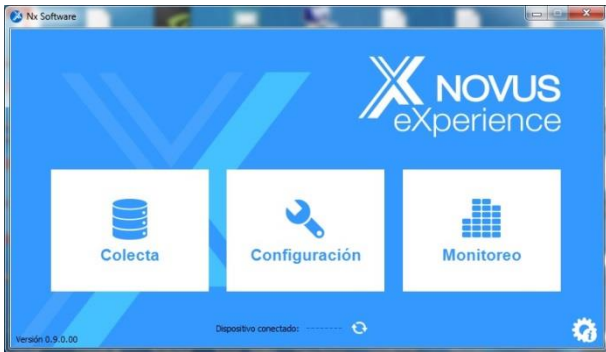 Nx Software
X NOVUS
eXperience
Colecta
Configuración
Monitoreo
Dispositivo conectado: --------
Versión 0.9.0.00